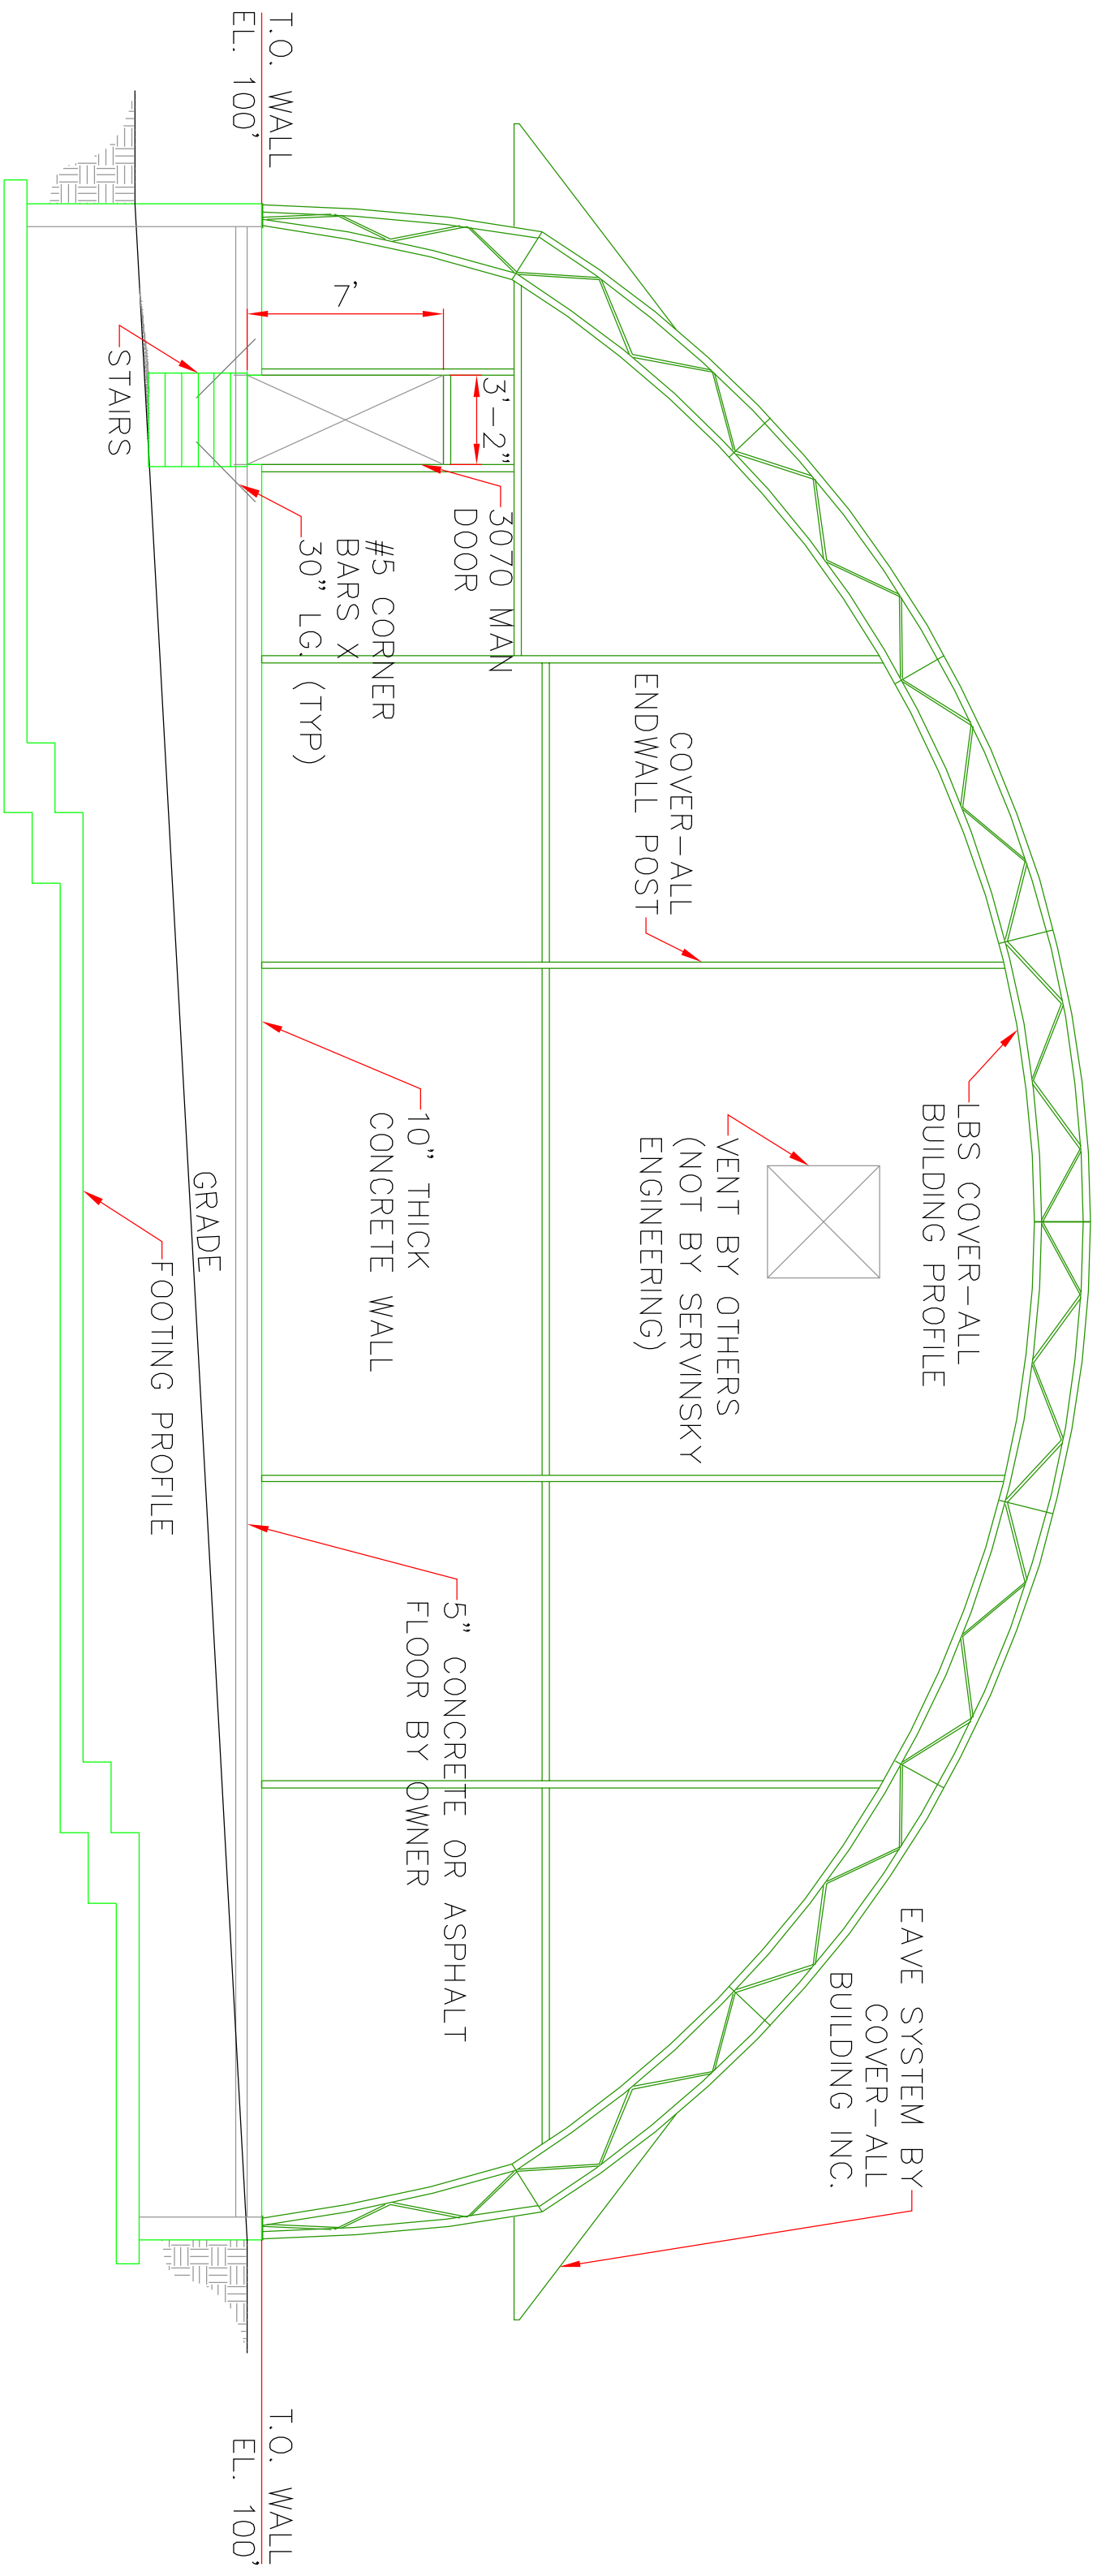 EAVE SYSTEM BY
COVER-ALL
BUILDING INC.
LBS COVER-ALL
BUILDING PROFILE
VENT BY OTHERS
(NOT BY SERVINSKY
ENGINEERING)
COVER-ALL
ENDWALL POST
3'-2"
3070 MAN
DOOR
7'
#5 CORNER
BARS X
30" LG. (TYP)
5" CONCRETE OR ASPHALT
FLOOR BY OWNER
10" THICK
CONCRETE WALL
T.O. WALL
EL. 100'
T.O. WALL
EL. 100'
STAIRS
GRADE
FOOTING PROFILE